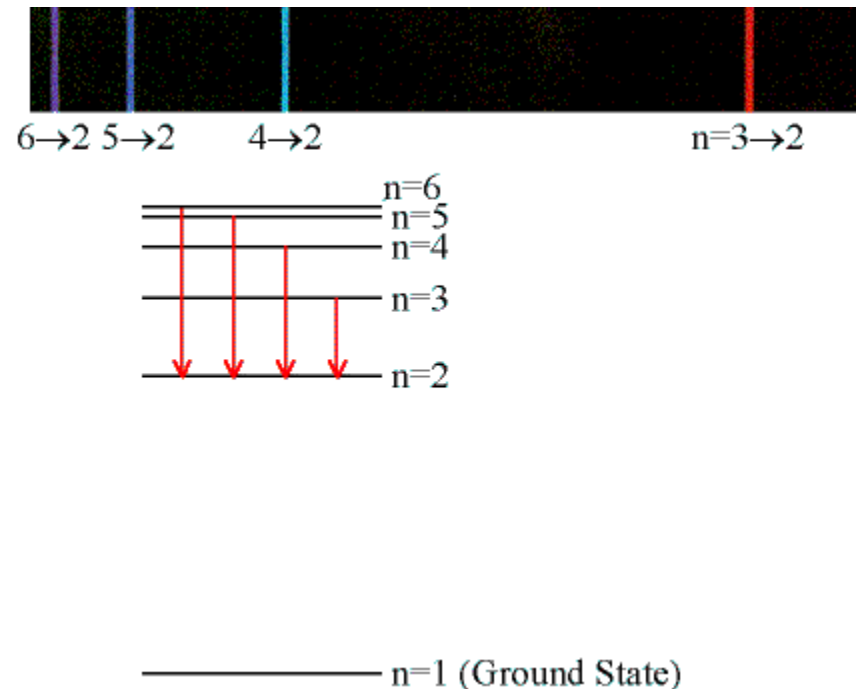 6→2 5→2 4→2 n=3→2
n=6
n=5
n=4
n=3
n=2
n=1 (Ground State)